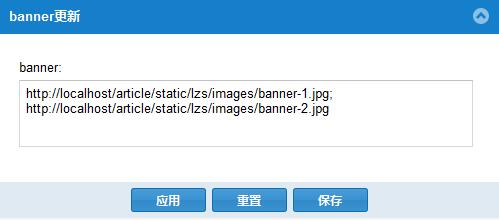 banner更新
banner:
http://localhost/article/static/lzs/images/banner-1.jpg;
http://localhost/article/static/lzs/images/banner-2.jpg
应用 重置 保存